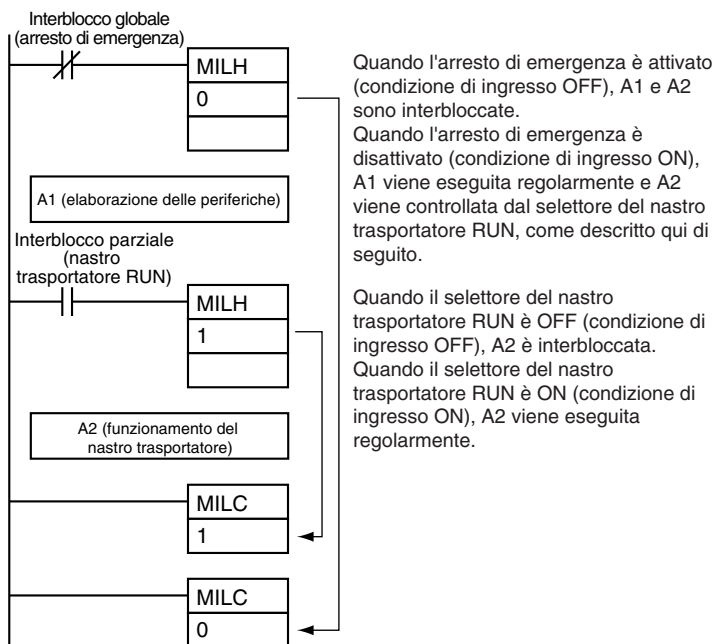 Interblocco globale
(arresto di emergenza)
MILH
0
A1 (elaborazione delle periferiche)
Interblocco parziale
(nastro
trasportatore RUN)
MILH
1
A2 (funzionamento del
nastro trasportatore)
MILC
1
MILC
0
Quando l'arresto di emergenza è attivato
(condizione di ingresso OFF), A1 e A2
sono interbloccate.
Quando l'arresto di emergenza è
disattivato (condizione di ingresso ON),
A1 viene eseguita regolarmente e A2
viene controllata dal selettore del nastro
trasportatore RUN, come descritto qui di
seguito.
Quando il selettore del nastro
trasportatore RUN è OFF (condizione di
ingresso OFF), A2 è interbloccata.
Quando il selettore del nastro
trasportatore RUN è ON (condizione di
ingresso ON), A2 viene eseguita
regolarmente.